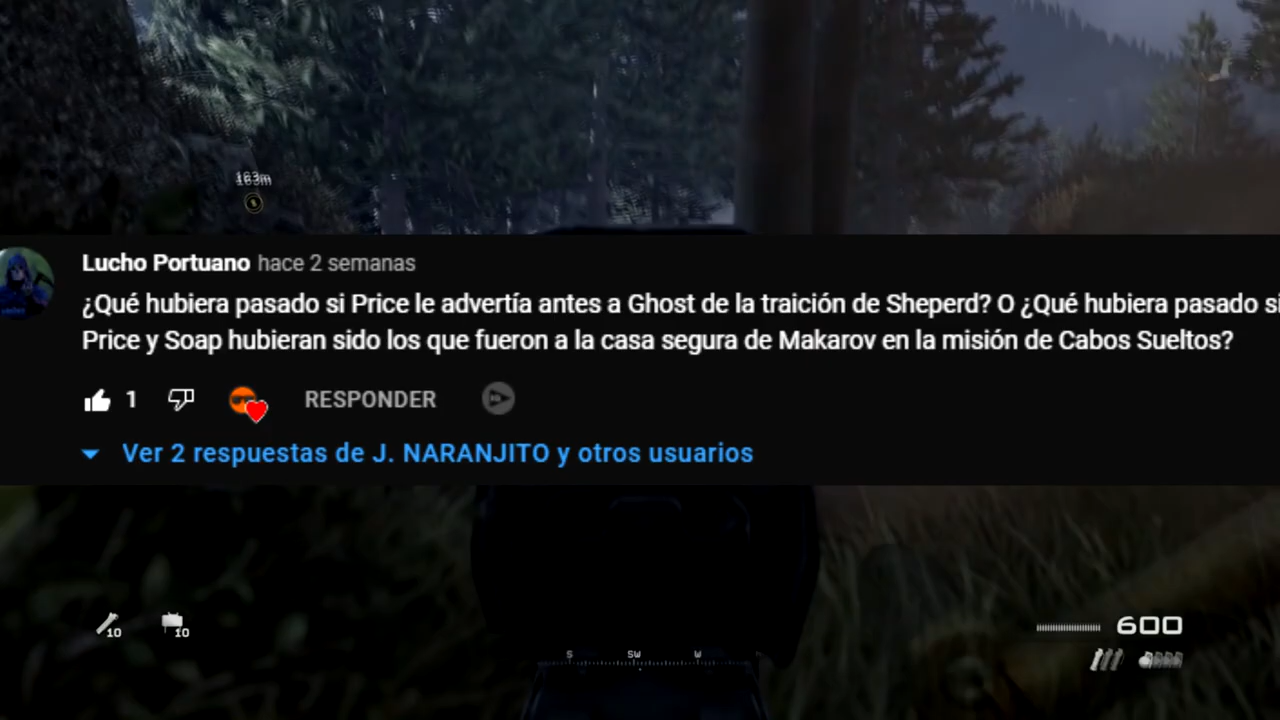 163m
Lucho Portuano hace 2 semanas
¿Qué hubiera pasado si Price le advertía antes a Ghost de la traición de Sheperd? O ¿Qué hubiera pasado si
Price y Soap hubieran sido los que fueron a la casa segura de Makarov en la misión de Cabos Sueltos?
1 RESPONDER
Ver 2 respuestas de J. NARANJITO y otros usuarios
10 10
600
S SW W